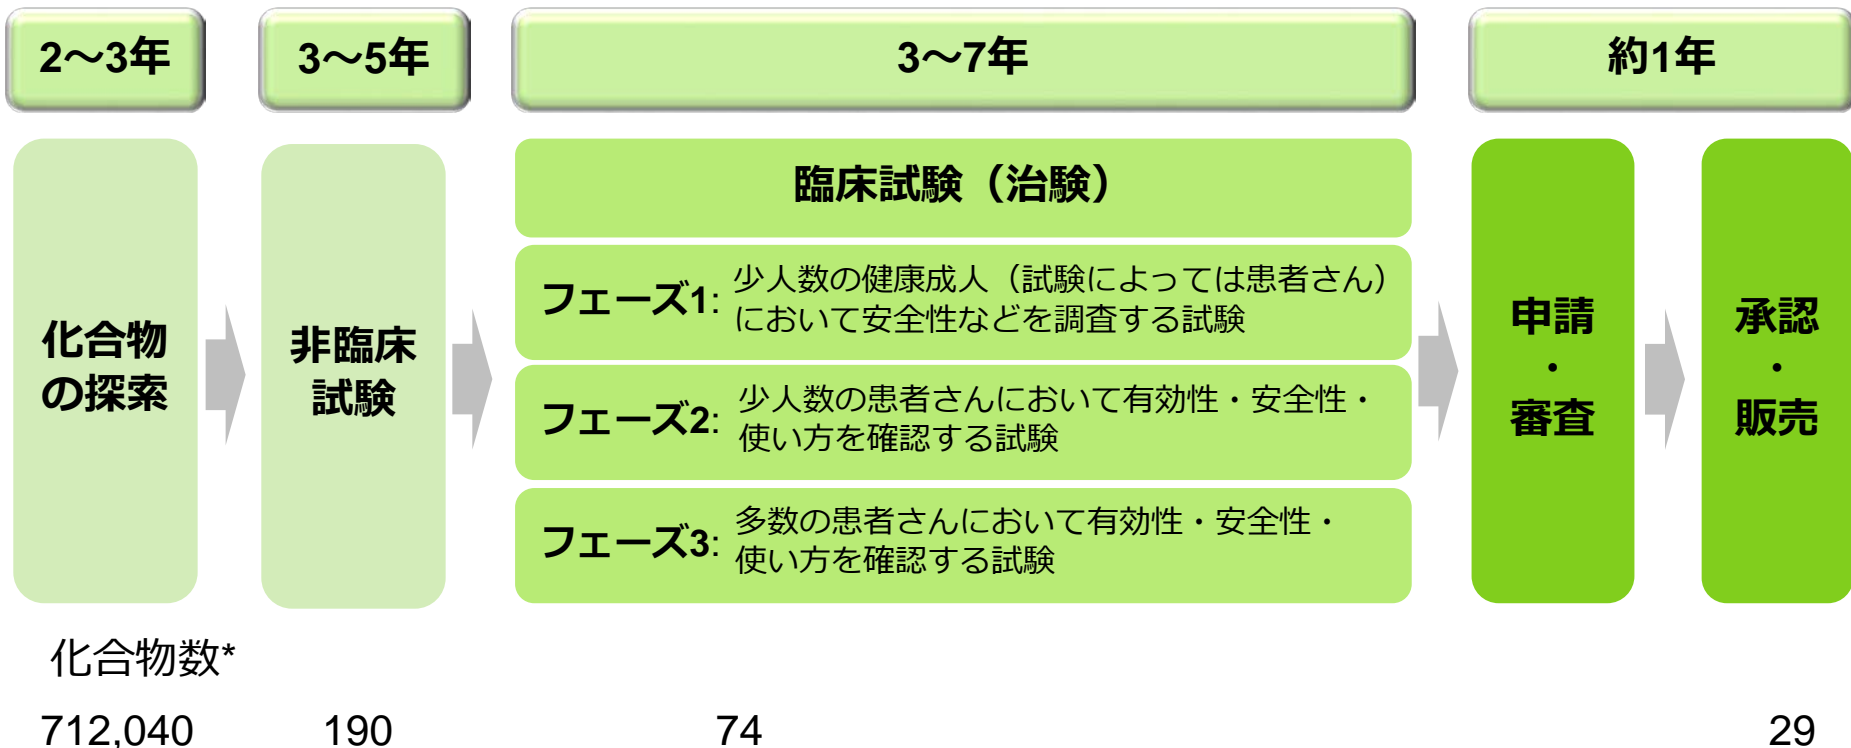 2～3年
3～5年
3～7年
約1年
化合物
の探索
非臨床
試験
臨床試験（治験）
フェーズ1: 少人数の健康成人（試験によっては患者さん）
において安全性などを調査する試験
フェーズ2: 少人数の患者さんにおいて有効性・安全性・
使い方を確認する試験
フェーズ3: 多数の患者さんにおいて有効性・安全性・
使い方を確認する試験
申請
・
審査
承認
・
販売
化合物数*
712,040
190
74
29